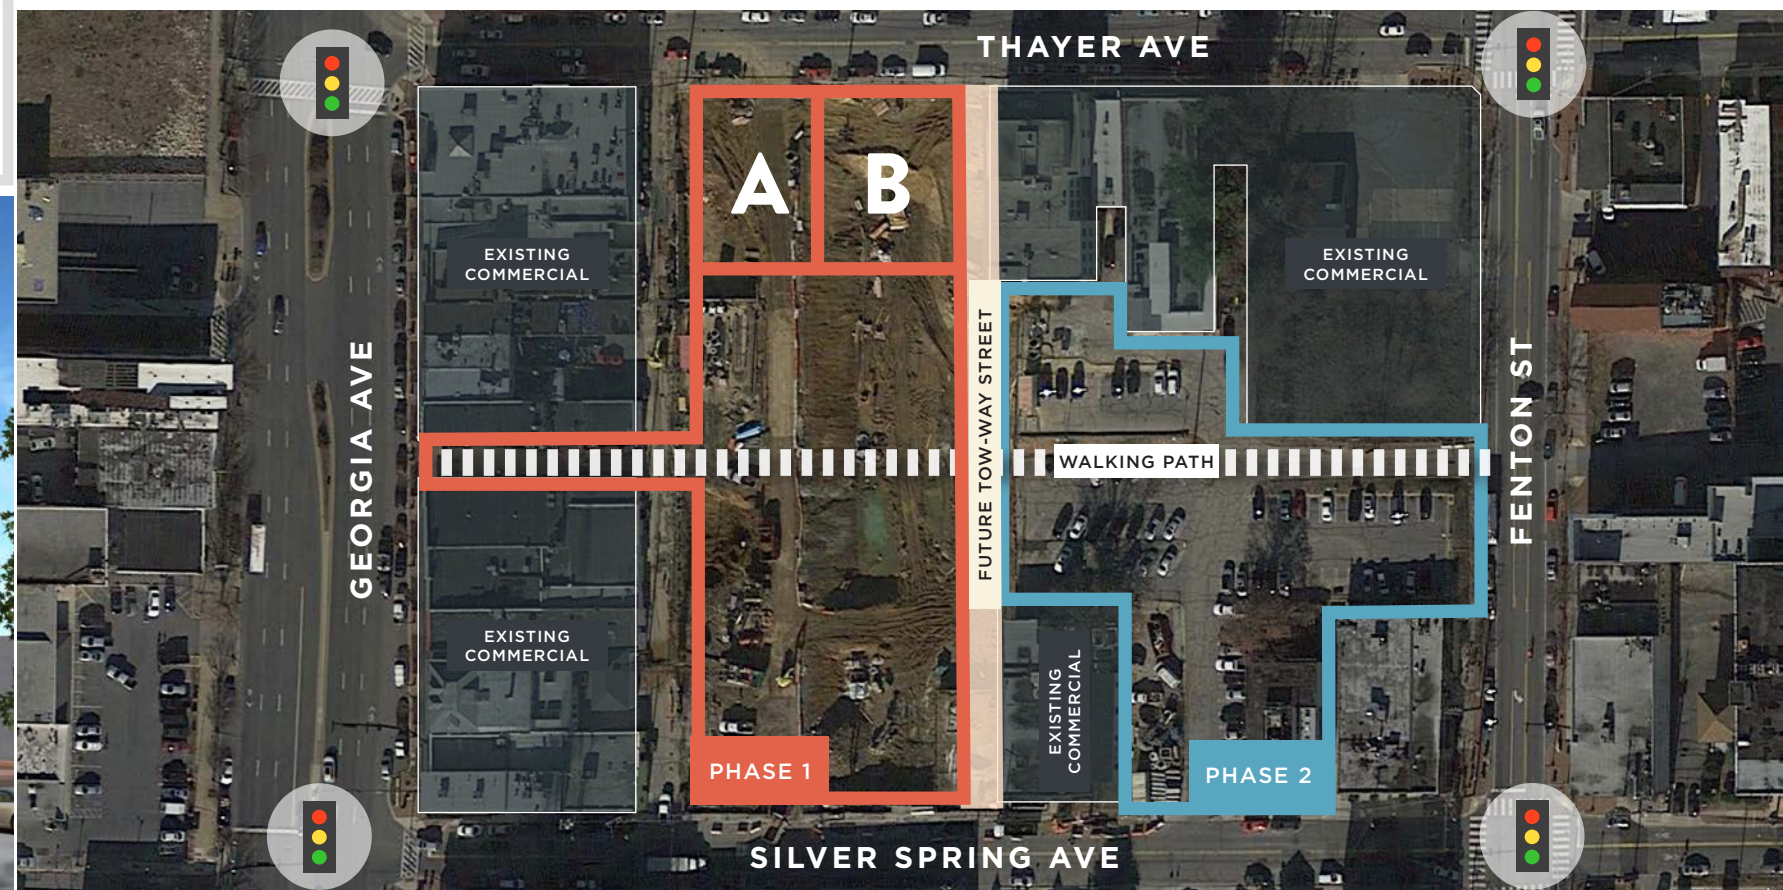 THAYER AVE
A
B
EXISTING
COMMERCIAL
EXISTING
COMMERCIAL
GEORGIA AVE
FUTURE TOW-WAY STREET
WALKING PATH
FENTON ST
EXISTING
COMMERCIAL
EXISTING
COMMERCIAL
PHASE 1
PHASE 2
SILVER SPRING AVE